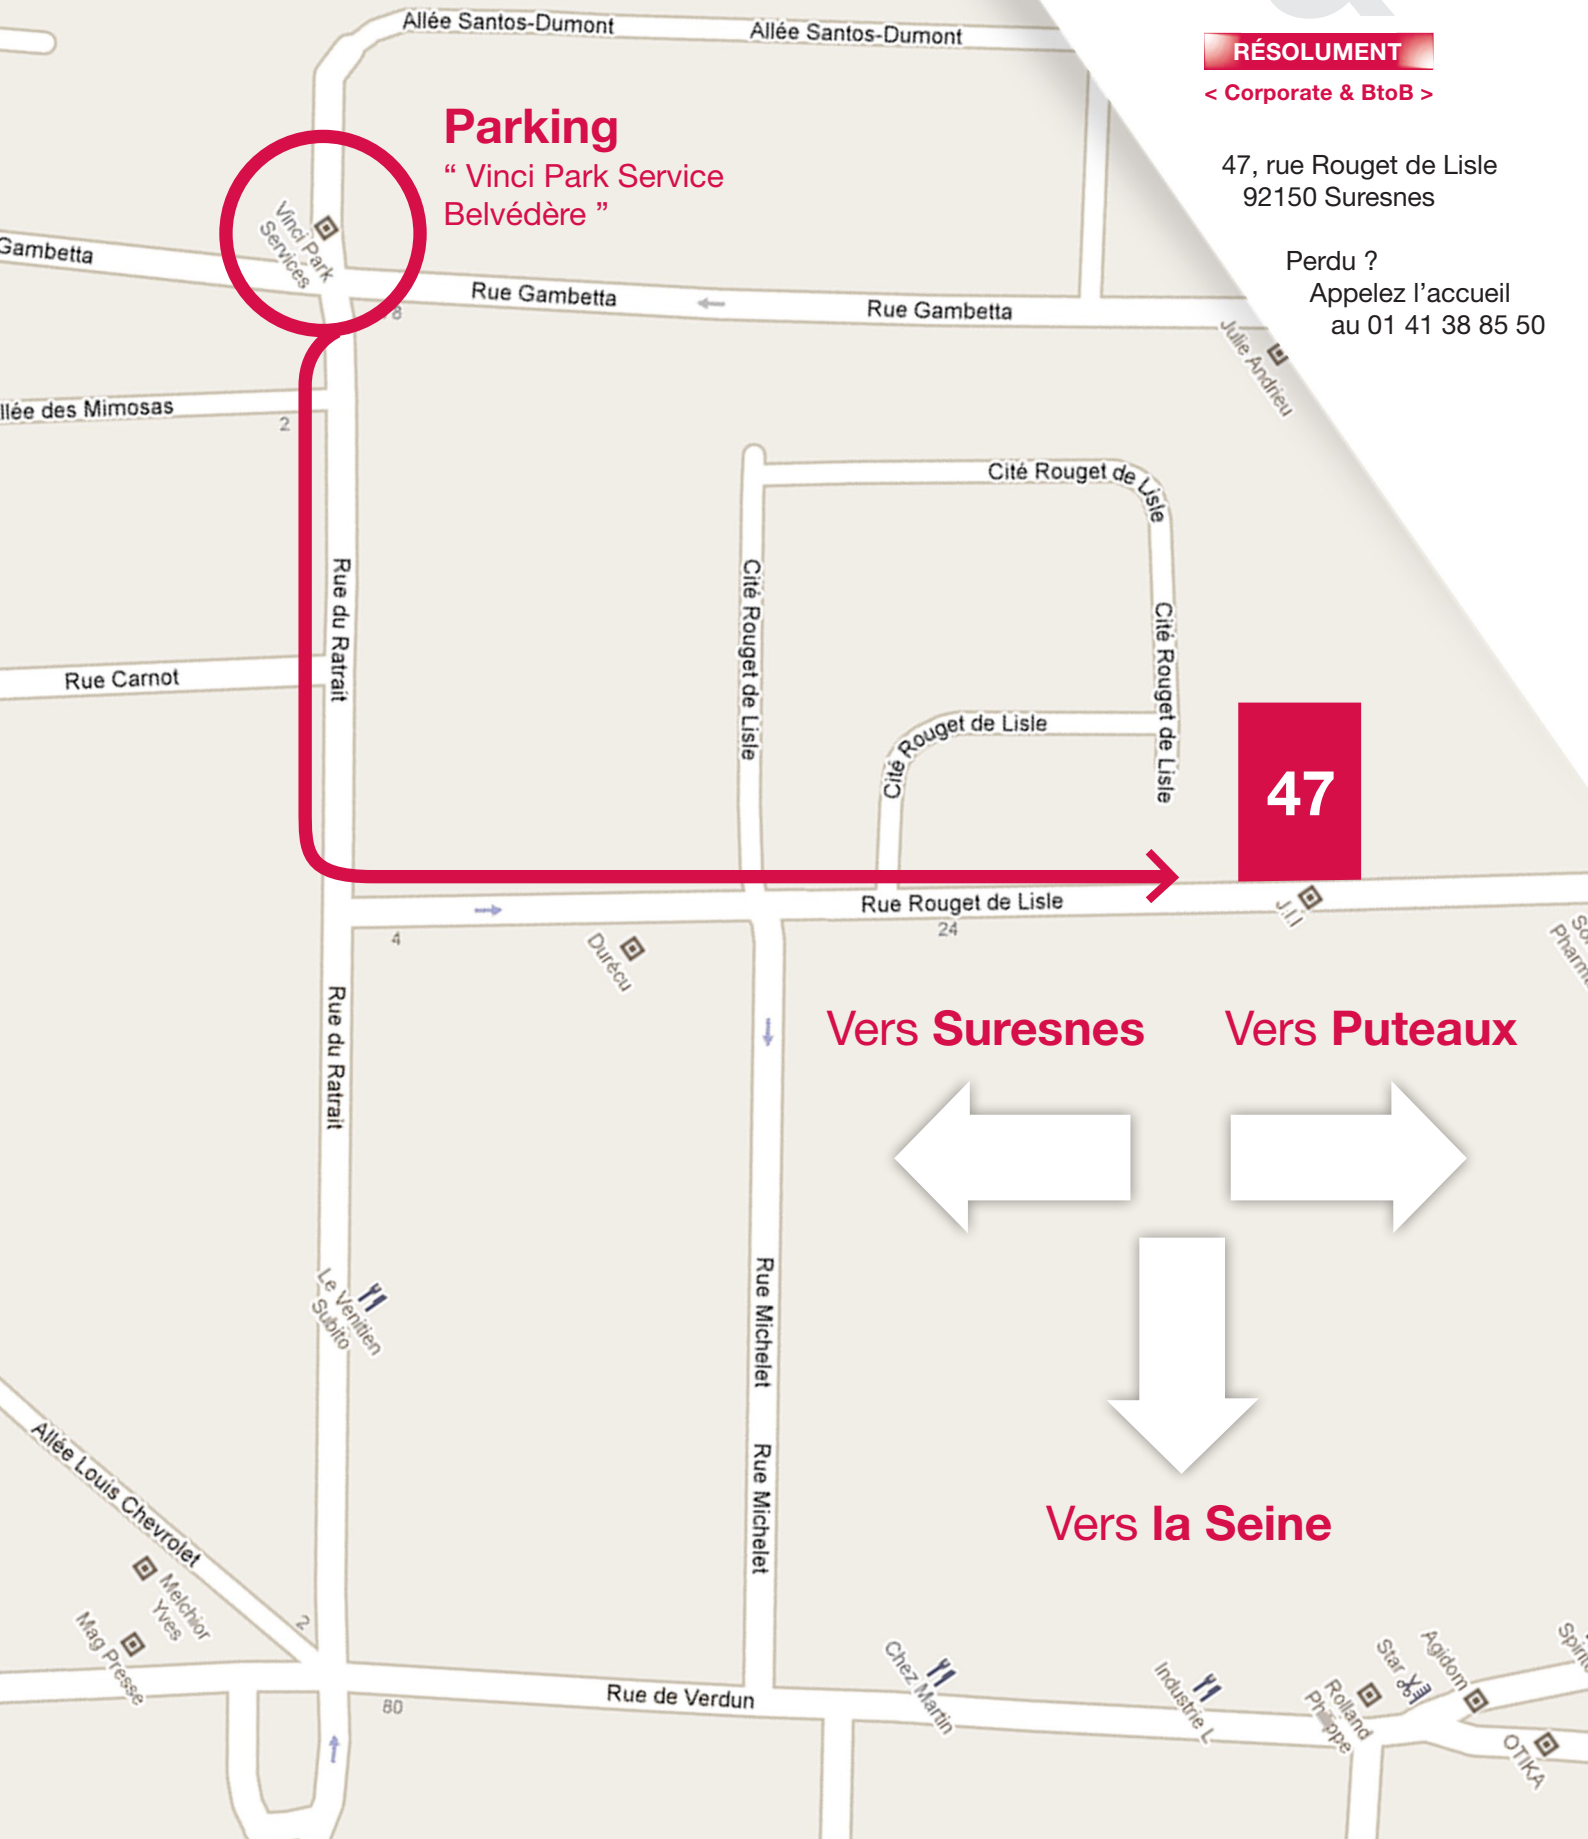 Allée Santos-Dumont
Allée Santos-Dumont
RÉSOLUMENT
< Corporate & BtoB >
47, rue Rouget de Lisle
92150 Suresnes
Perdu ?
Appelez l’accueil
au 01 41 38 85 50
Parking
“ Vinci Park Service
Belvédère ”
Vinci Park
Services
Gambetta
Rue Gambetta
Rue Gambetta
8
Julie Andrieu
llée des Mimosas
2
Cité Rouget de Lisle
Rue du Ratrait
Cité Rouget de Lisle
Cité Rouget de Lisle
Rue Carnot
Cité Rouget de Lisle
47
Rue Rouget de Lisle
J.I.I
4
24
Durécu
Pharm
Rue du Ratrait
Vers Suresnes
Vers Puteaux
Le Venitien
Subito
Rue Michelet
Rue Michelet
Allée Louis Chevrolet
Vers la Seine
Melchior
Yves
Mag Presse
2
80
Rue de Verdun
Chez Martin
Industrie L
Rolland
Star
Agidom
Spirit
OTIKA